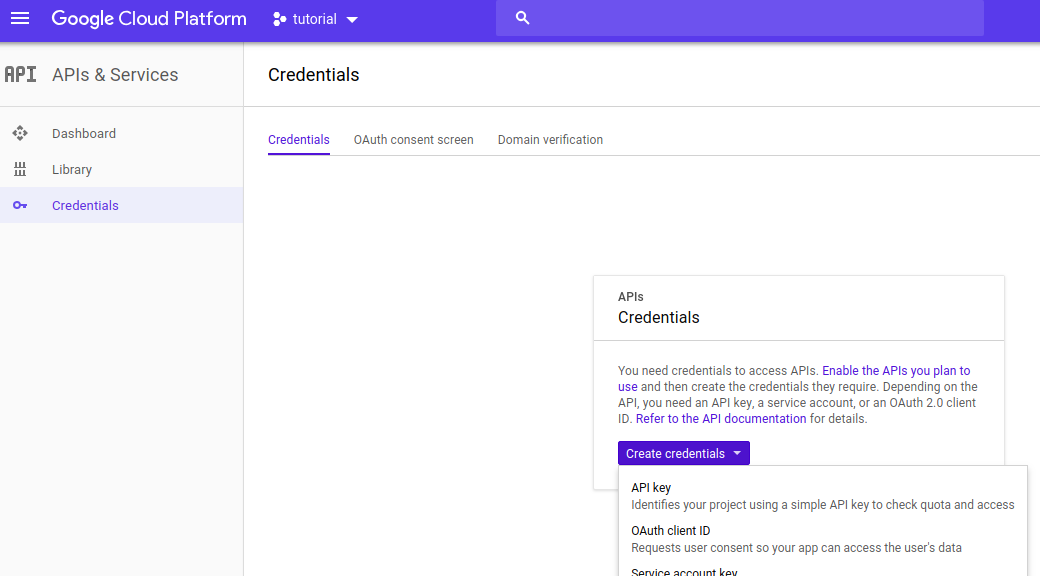 Google Cloud Platform
tutorial
API
APIs & Services
Credentials
Dashboard
Library
Credentials
Credentials
OAuth consent screen
Domain verification
APIs
Credentials
You need credentials to access APIs. Enable the APIs you plan to
use and then create the credentials they require. Depending on the
API, you need an API key, a service account, or an OAuth 2.0 client
ID. Refer to the API documentation for details.
Create credentials
API key
Identifies your project using a simple API key to check quota and access
OAuth client ID
Requests user consent so your app can access the user's data
Service account key